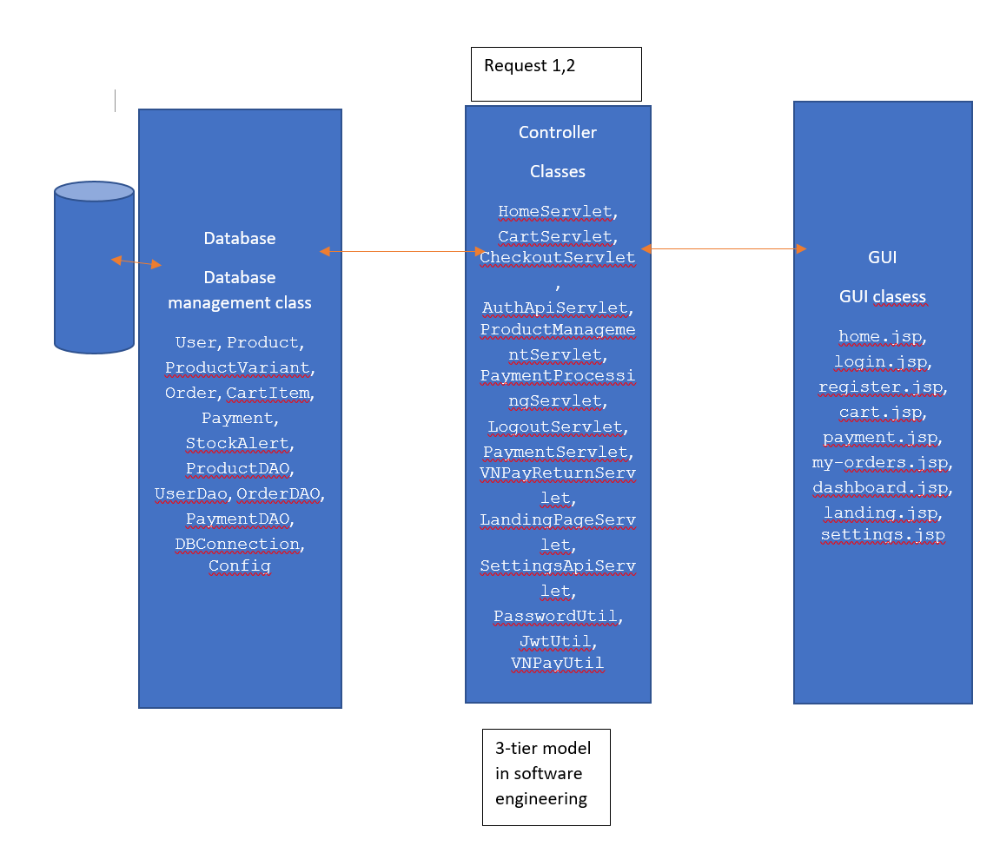 Request 1,2
Database
Database
management class
User, Product,
ProductVariant,
Order, CartItem,
Payment,
StockAlert,
ProductDAO,
UserDao, OrderDAO,
PaymentDAO,
DBConnection,
Config
Controller
Classes
HomeServlet,
CartServlet,
CheckoutServlet
,
AuthApiServlet,
ProductManageme
ntServlet,
PaymentProcessi
ngServlet,
LogoutServlet,
PaymentServlet,
VNPayReturnServ
let,
LandingPageServ
let,
SettingsApiServ
let,
PasswordUtil,
JwtUtil,
VNPayUtil
GUI
GUI clasess
home.jsp,
login.jsp,
register.jsp,
cart.jsp,
payment.jsp,
my-orders.jsp,
dashboard.jsp,
landing.jsp,
settings.jsp
3-tier model
in software
engineering